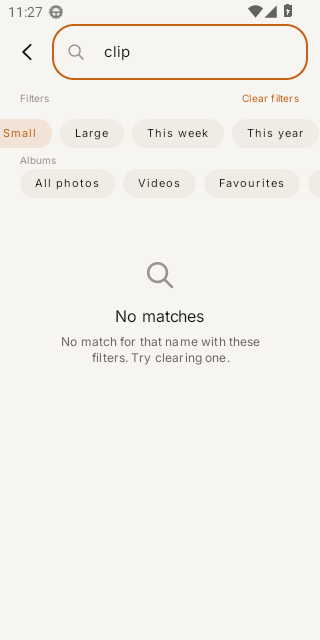 11:27
clip
Filters
Clear filters
Small
Large
This week
This year
Albums
All photos
Videos
Favourites
No matches
No match for that name with these
filters. Try clearing one.